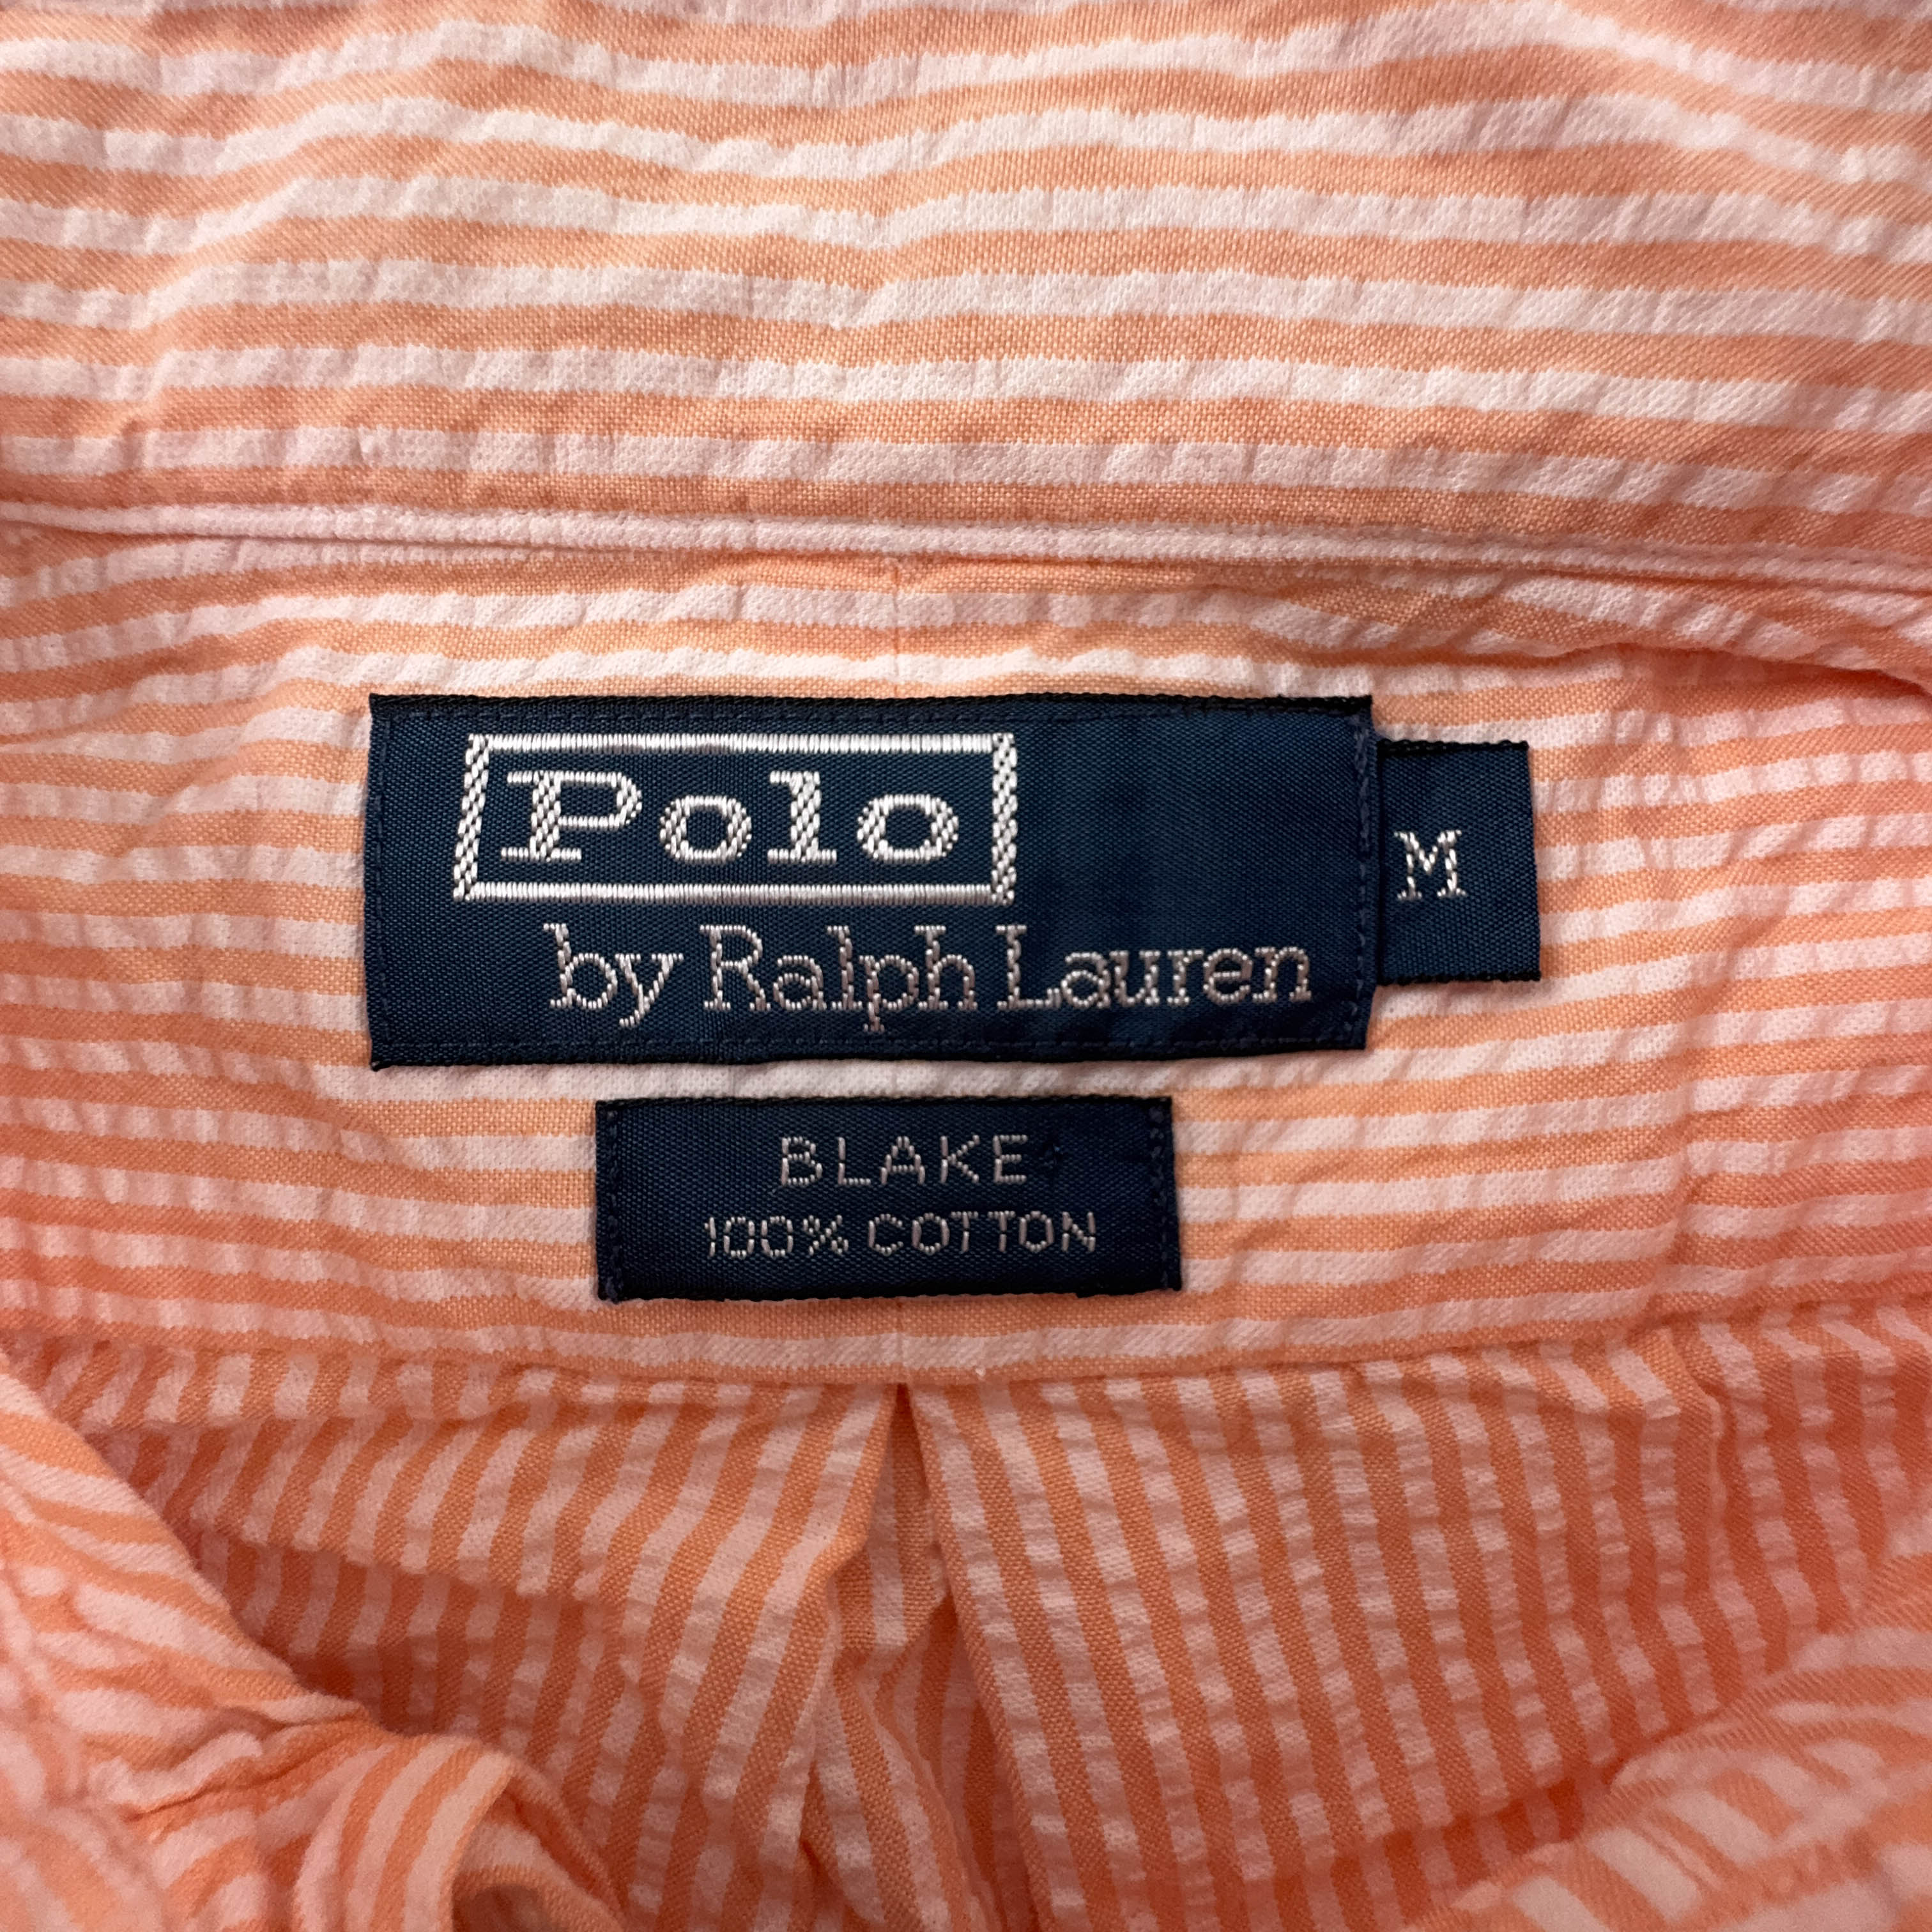 Polo
by Ralph Lauren
M
BLAKE
100% COTTON